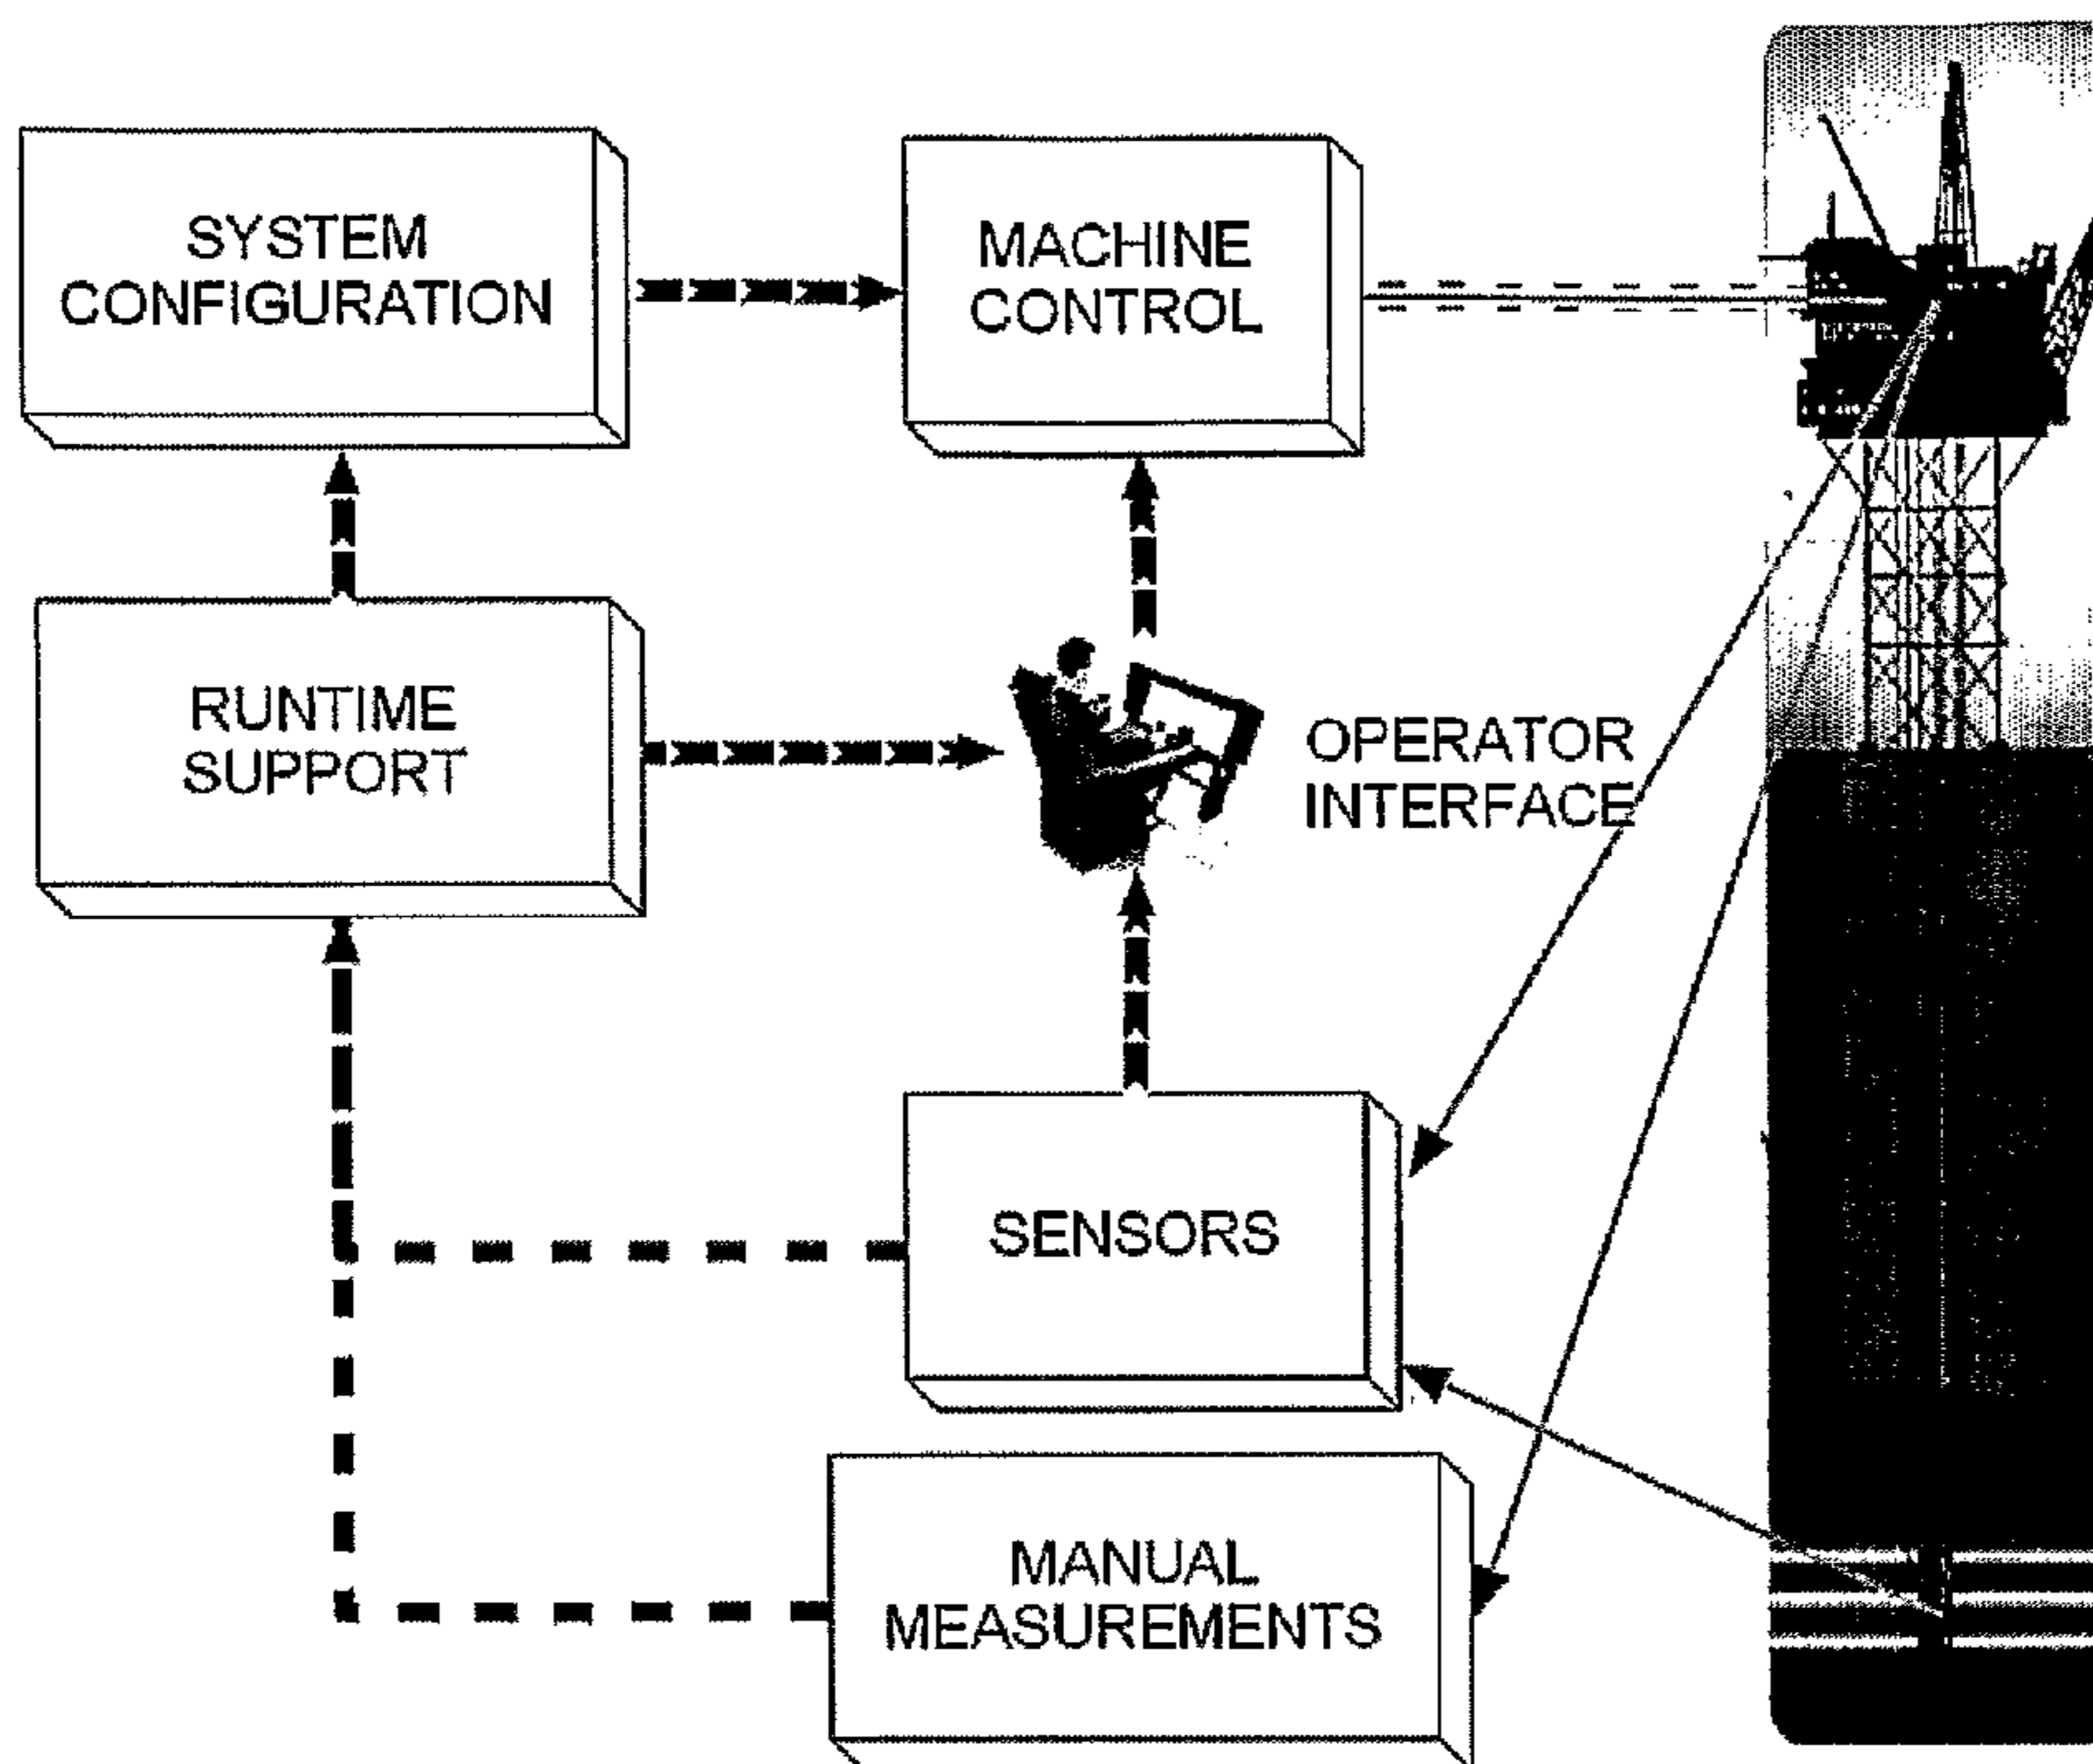 SYSTEM
CONFIGURATION
MACHINE
CONTROL
RUNTIME
SUPPORT
OPERATOR
INTERFACE
SENSORS
MANUAL
MEASUREMENTS